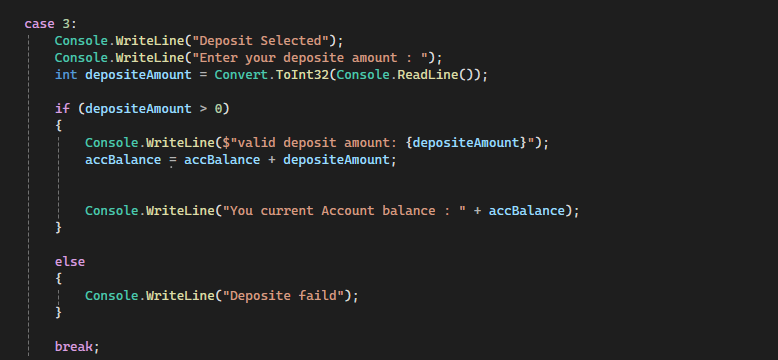 case 3:
Console.WriteLine("Deposit Selected");
Console.WriteLine("Enter your deposite amount : ");
int depositeAmount = Convert.ToInt32(Console.ReadLine());
if (depositeAmount > 0)
{
Console.WriteLine($"valid deposit amount: {depositeAmount}");
accBalance = accBalance + depositeAmount;
Console.WriteLine("You current Account balance : " + accBalance);
}
else
{
Console.WriteLine("Deposite faild");
}
break;